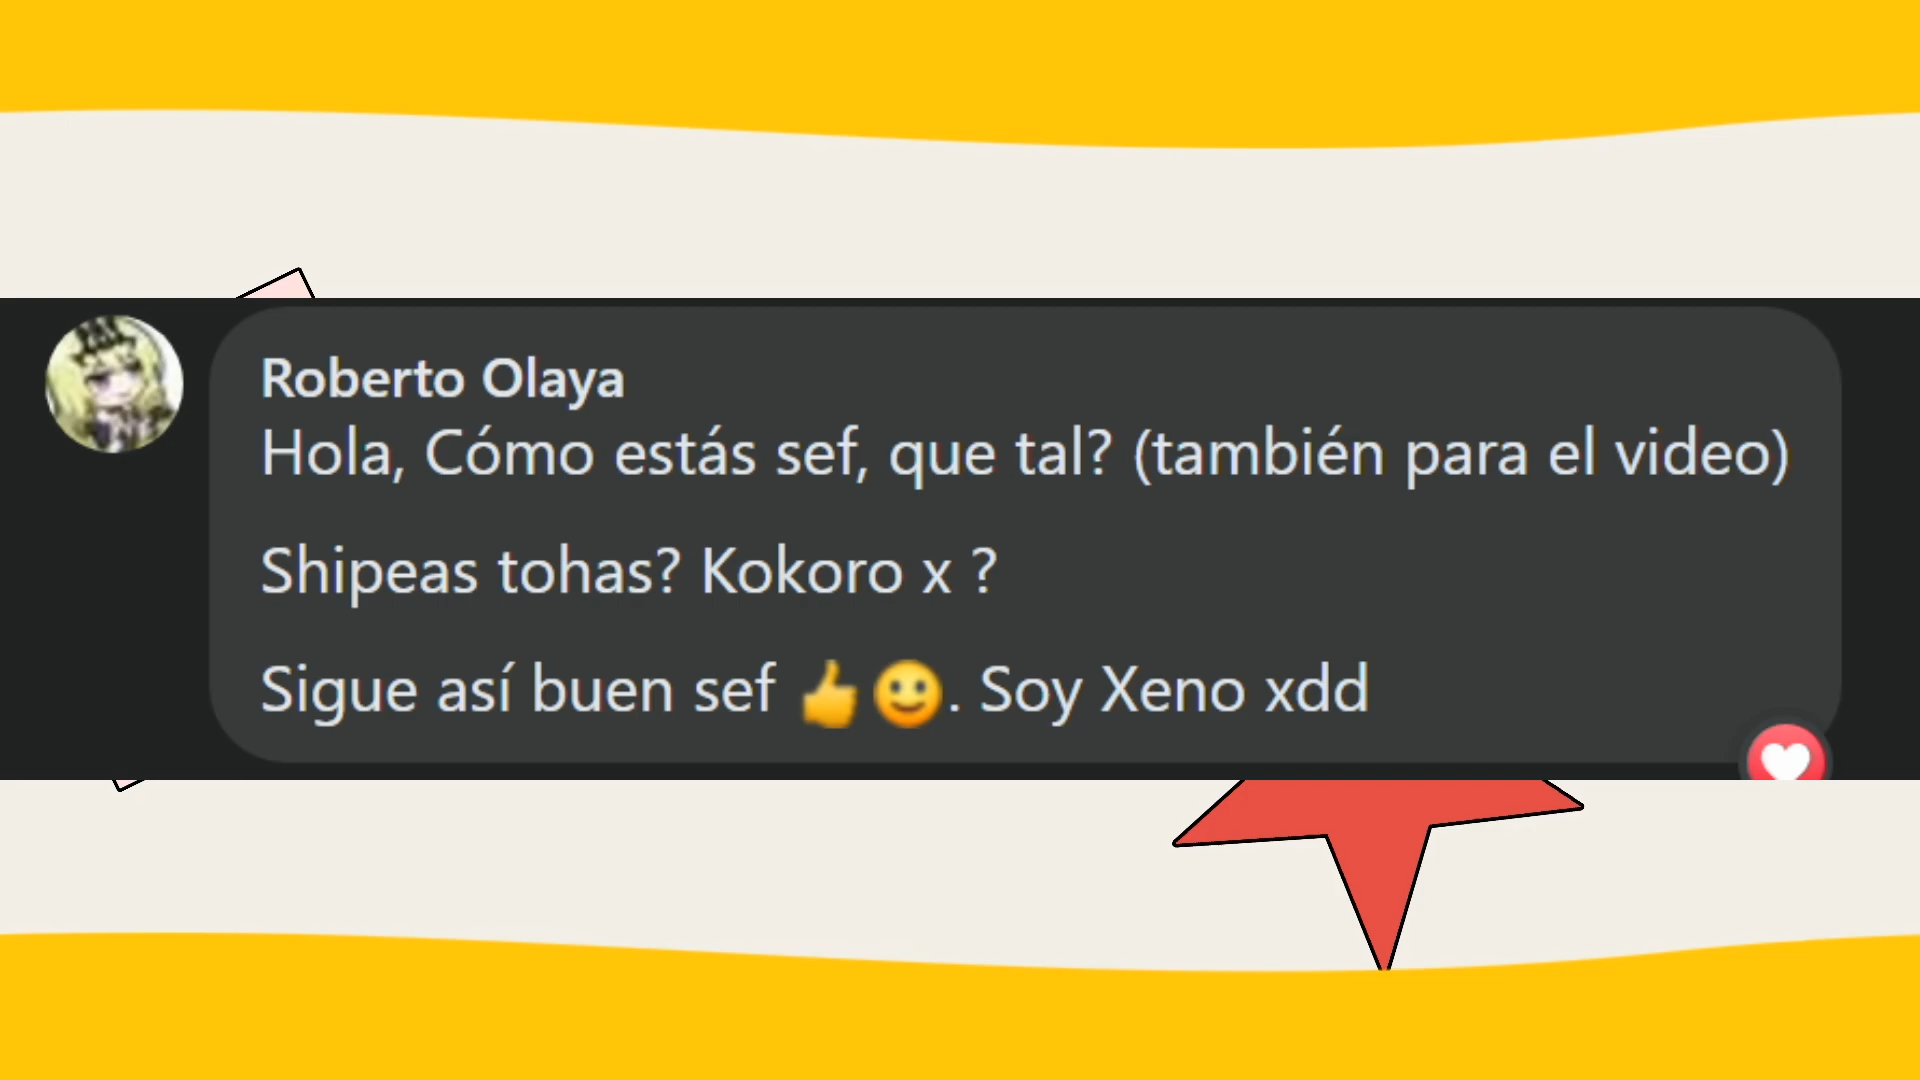 Roberto Olaya
Hola, Cómo estás sef, que tal? (también para el video)
Shipeas tohas? Kokoro x ?
Sigue así buen sef 👍🙂. Soy Xeno xdd